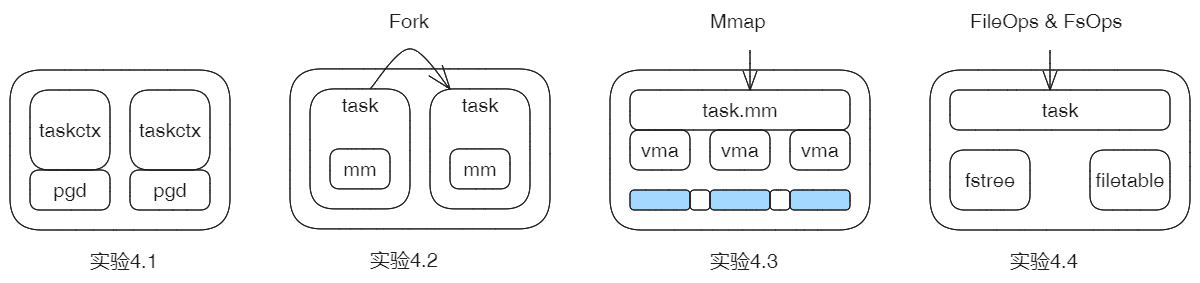 Fork
Mmap
FileOps & FsOps
taskctx
taskctx
pgd
pgd
task
task
mm
mm
task.mm
vma
vma
vma
task
fstree
filetable
实验4.1
实验4.2
实验4.3
实验4.4